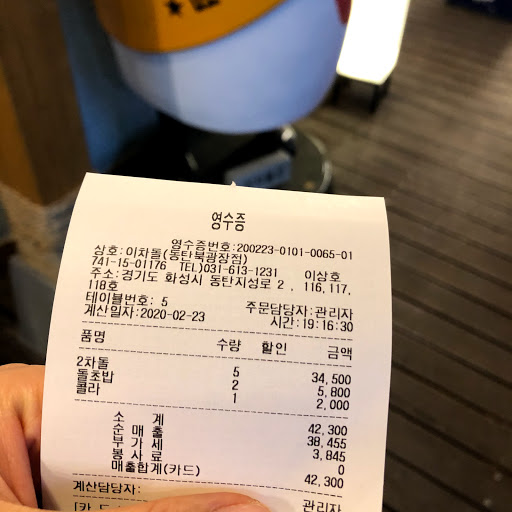 영수증
영수증번호:200223-0101-0065-01
상호:이차돌(동탄북광장점)
741-15-01176 TEL)031-613-1231 이상호
주소:경기도 화성시 동탄지성로 2 , 116,117,
118호
테이블번호: 5 주문담당자:관리자
계산일자:2020-02-23 시간:19:16:30
품명 수량 할인 금액
2차돌 5 34,500
돌초밥 2 5,800
콜라 1 2,000
소 계 42,300
순 매 출 38,455
부 가 세 3,845
봉 사 료 0
매출합계(카드) 42,300
계산담당자: 관리자
[카 드